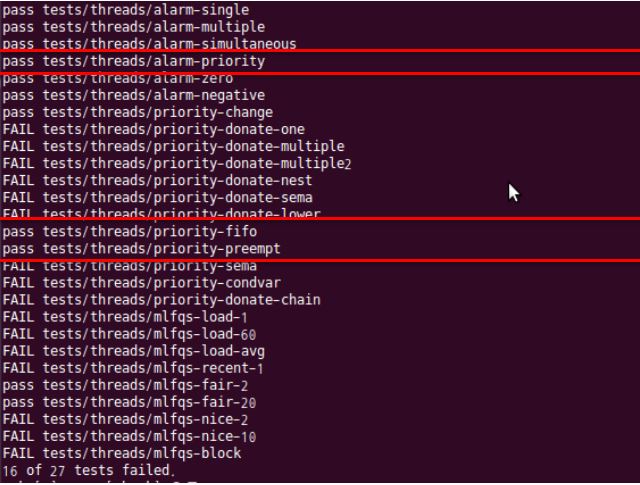 pass tests/threads/alarm-single
pass tests/threads/alarm-multiple
pass tests/threads/alarm-simultaneous
pass tests/threads/alarm-priority
pass tests/threads/alarm-zero
pass tests/threads/alarm-negative
pass tests/threads/priority-change
FAIL tests/threads/priority-donate-one
FAIL tests/threads/priority-donate-multiple
FAIL tests/threads/priority-donate-multiple2
FAIL tests/threads/priority-donate-nest
FAIL tests/threads/priority-donate-sema
FAIL tests/threads/priority-donate-lower
pass tests/threads/priority-fifo
pass tests/threads/priority-preempt
FAIL tests/threads/priority-sema
FAIL tests/threads/priority-condvar
FAIL tests/threads/priority-donate-chain
FAIL tests/threads/mlfqs-load-1
FAIL tests/threads/mlfqs-load-60
FAIL tests/threads/mlfqs-load-avg
FAIL tests/threads/mlfqs-recent-1
pass tests/threads/mlfqs-fair-2
pass tests/threads/mlfqs-fair-20
FAIL tests/threads/mlfqs-nice-2
FAIL tests/threads/mlfqs-nice-10
FAIL tests/threads/mlfqs-block
16 of 27 tests failed.